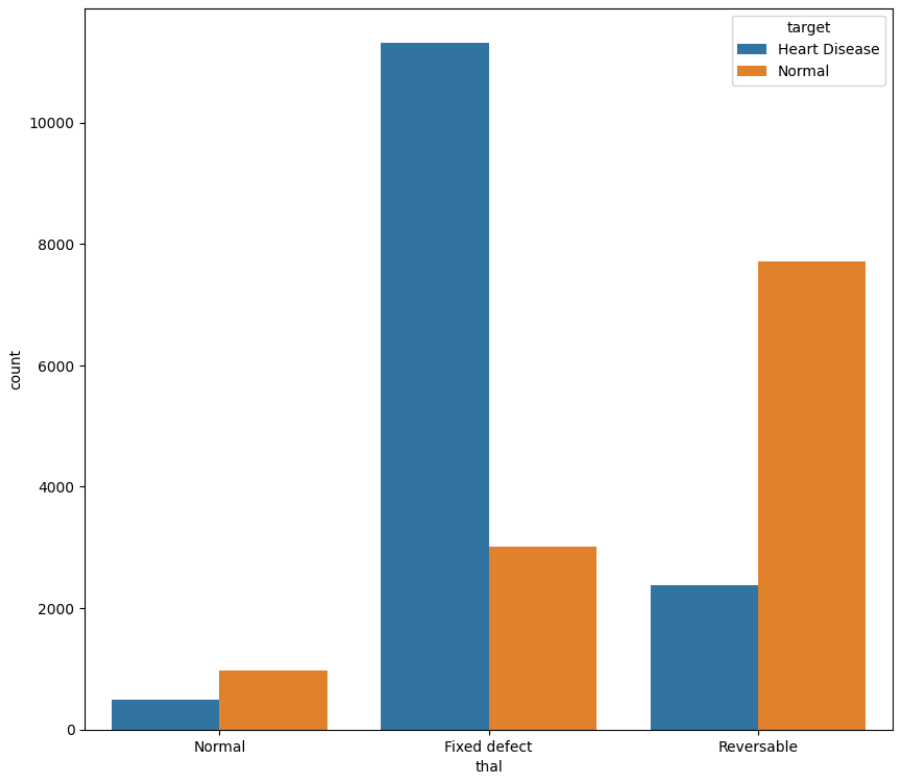 target
Heart Disease
Normal
10000
8000
6000
4000
2000
0
count
Normal Fixed defect Reversable
thal